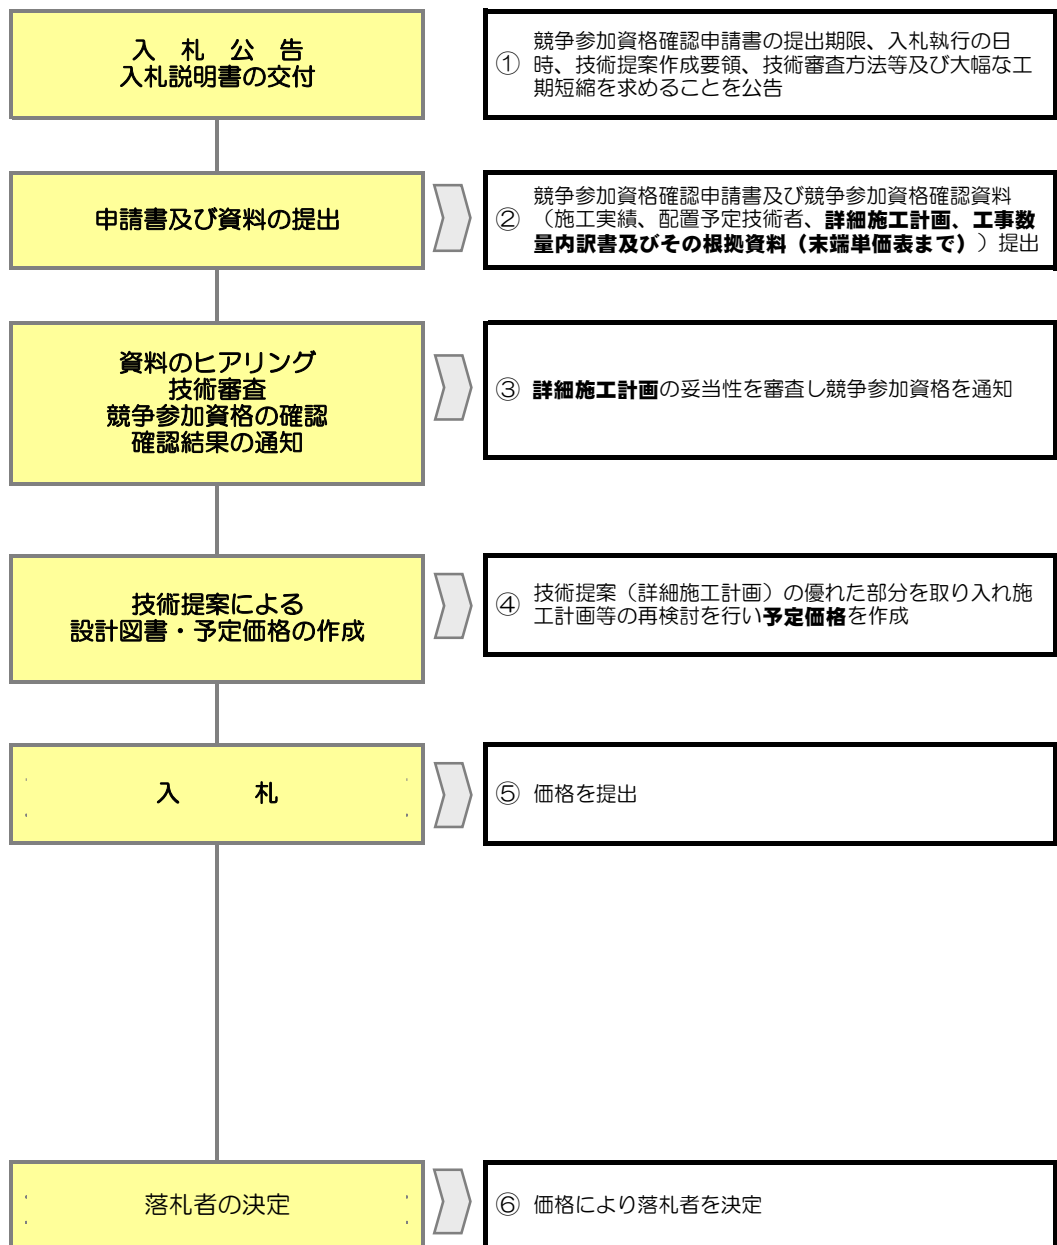 入　札　公　告
入札説明書の交付
①
競争参加資格確認申請書の提出期限、入札執行の日
時、技術提案作成要領、技術審査方法等及び大幅な工
期短縮を求めることを公告
申請書及び資料の提出
②
競争参加資格確認申請書及び競争参加資格確認資料
（施工実績、配置予定技術者、詳細施工計画、工事数
量内訳書及びその根拠資料（末端単価表まで））提出
資料のヒアリング
技術審査
競争参加資格の確認
確認結果の通知
③
詳細施工計画の妥当性を審査し競争参加資格を通知
技術提案による
設計図書・予定価格の作成
④
技術提案（詳細施工計画）の優れた部分を取り入れ施
工計画等の再検討を行い予定価格を作成
入　　　札
⑤
価格を提出
落札者の決定
⑥
価格により落札者を決定